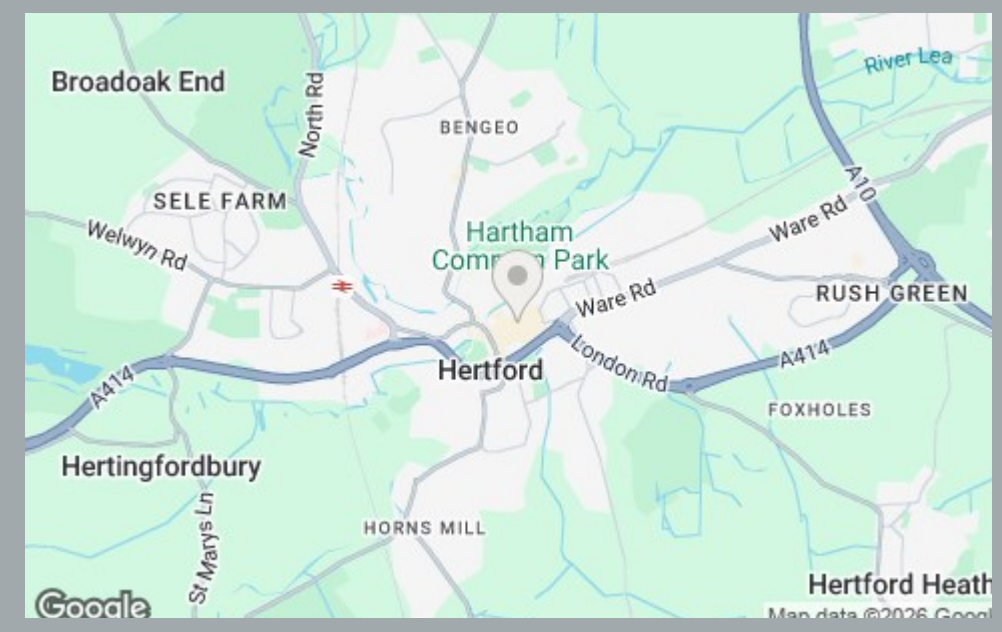 River Lea
Broadoak End
North Rd
BENGEO
A10
SELE FARM
Ware Rd
Welwyn Rd
Hartham
Common Park
Ware Rd
RUSH GREEN
London Rd
A414
Hertford
A414
FOXHOLES
Hertingfordbury
HORNS MILL
St Marys Ln
Hertford Heath
Google
Map data ©2026 Googl